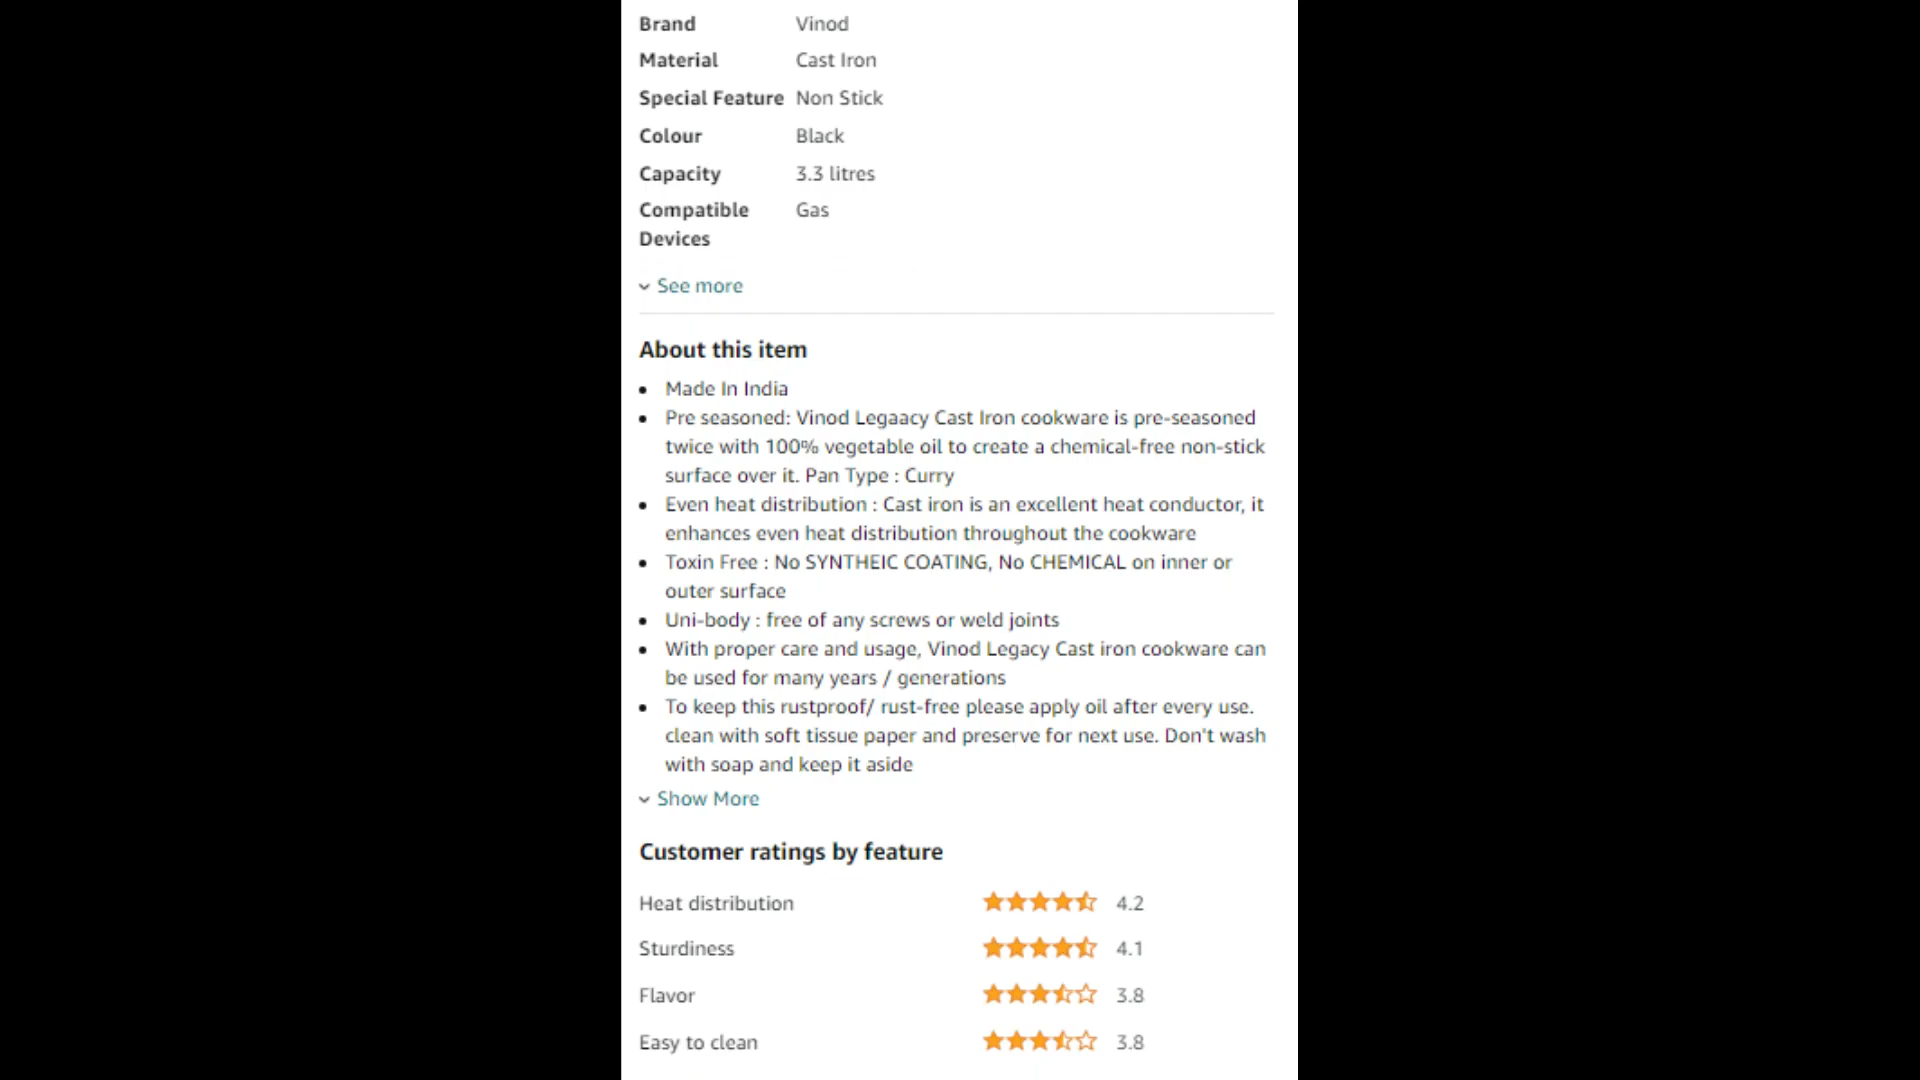 Brand Vinod
Material Cast Iron
Special Feature Non Stick
Colour Black
Capacity 3.3 litres
Compatible Gas
Devices
See more
About this item
Made In India
Pre seasoned: Vinod Legaacy Cast Iron cookware is pre-seasoned
twice with 100% vegetable oil to create a chemical-free non-stick
surface over it. Pan Type : Curry
Even heat distribution : Cast iron is an excellent heat conductor, it
enhances even heat distribution throughout the cookware
Toxin Free : No SYNTHEIC COATING, No CHEMICAL on inner or
outer surface
Uni-body : free of any screws or weld joints
With proper care and usage, Vinod Legacy Cast iron cookware can
be used for many years / generations
To keep this rustproof/ rust-free please apply oil after every use.
clean with soft tissue paper and preserve for next use. Don't wash
with soap and keep it aside
Show More
Customer ratings by feature
Heat distribution 4.2
Sturdiness 4.1
Flavor 3.8
Easy to clean 3.8